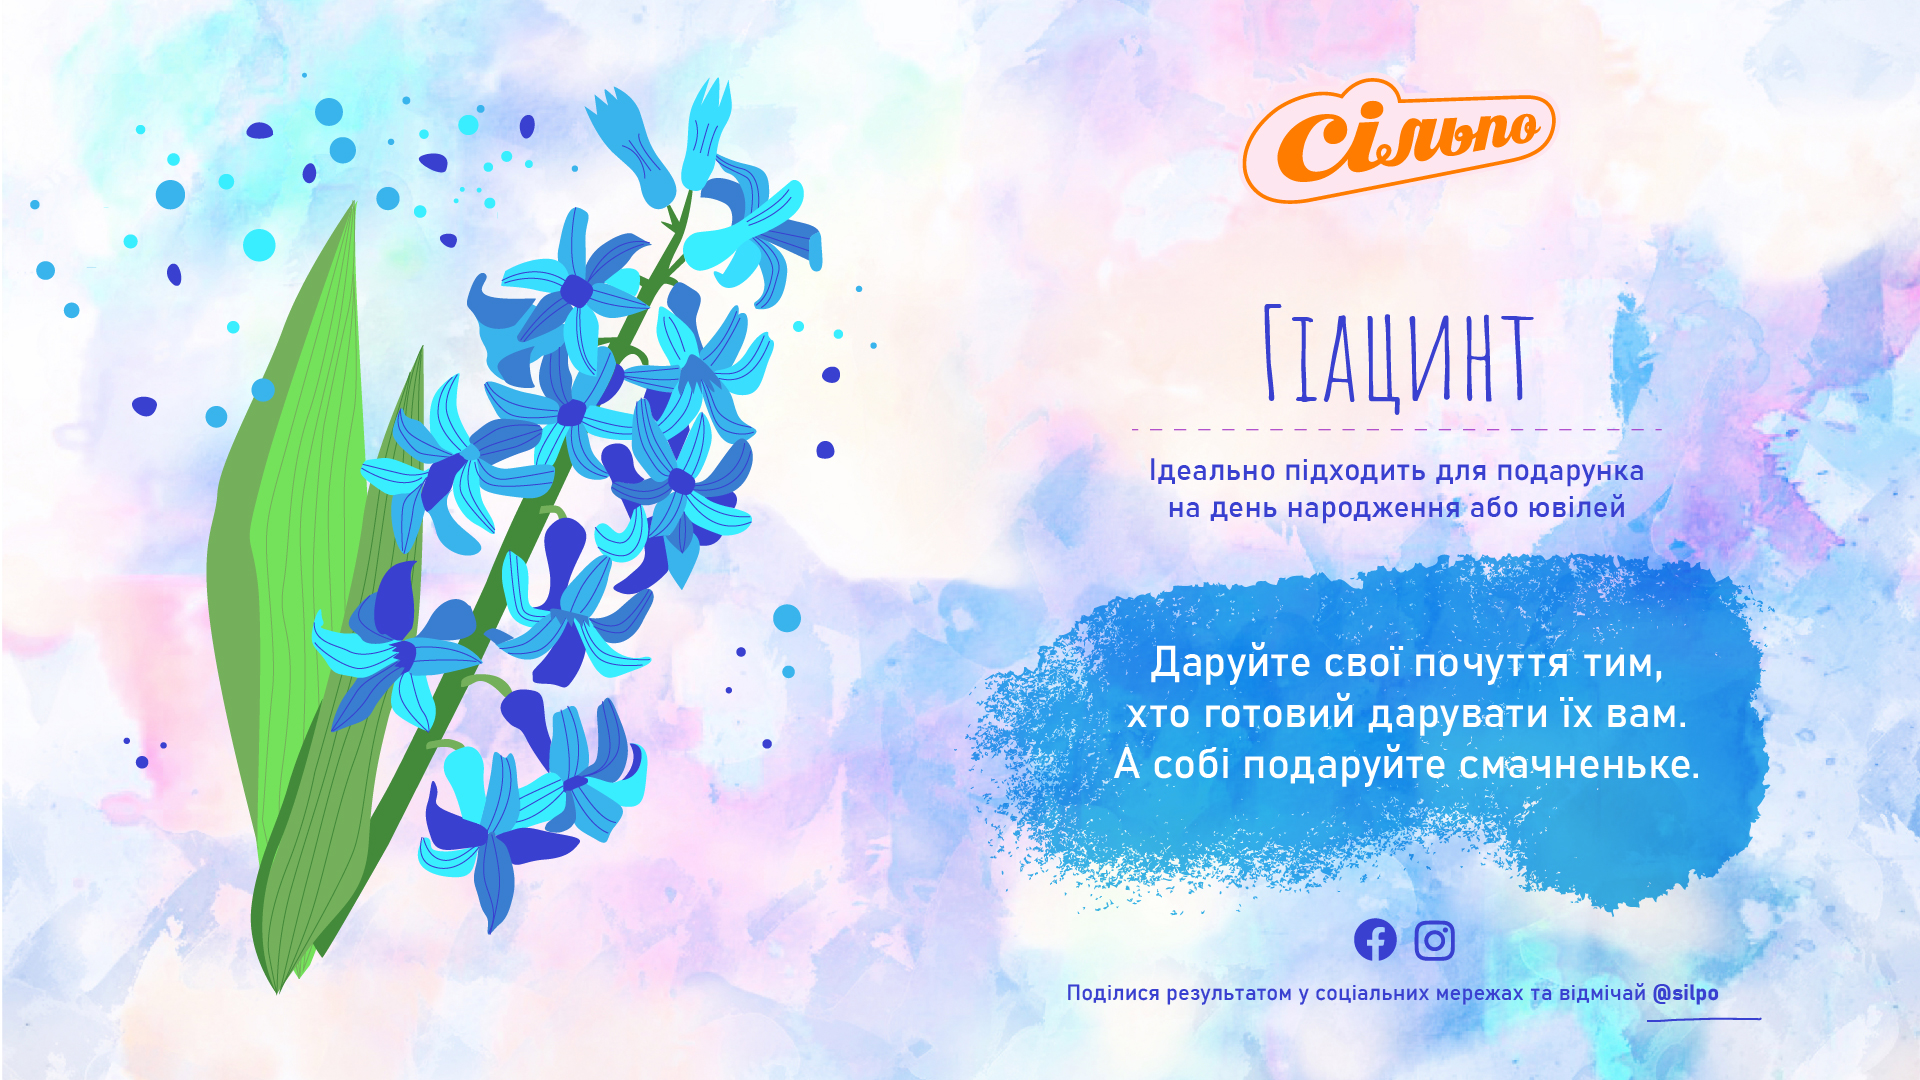 Сільпо
Гіацинт
Ідеально підходить для подарунка
на день народження або ювілей
Даруйте свої почуття тим,
хто готовий дарувати їх вам.
А собі подаруйте смачненьке.
Поділися результатом у соціальних мережах та відмічай @silpo